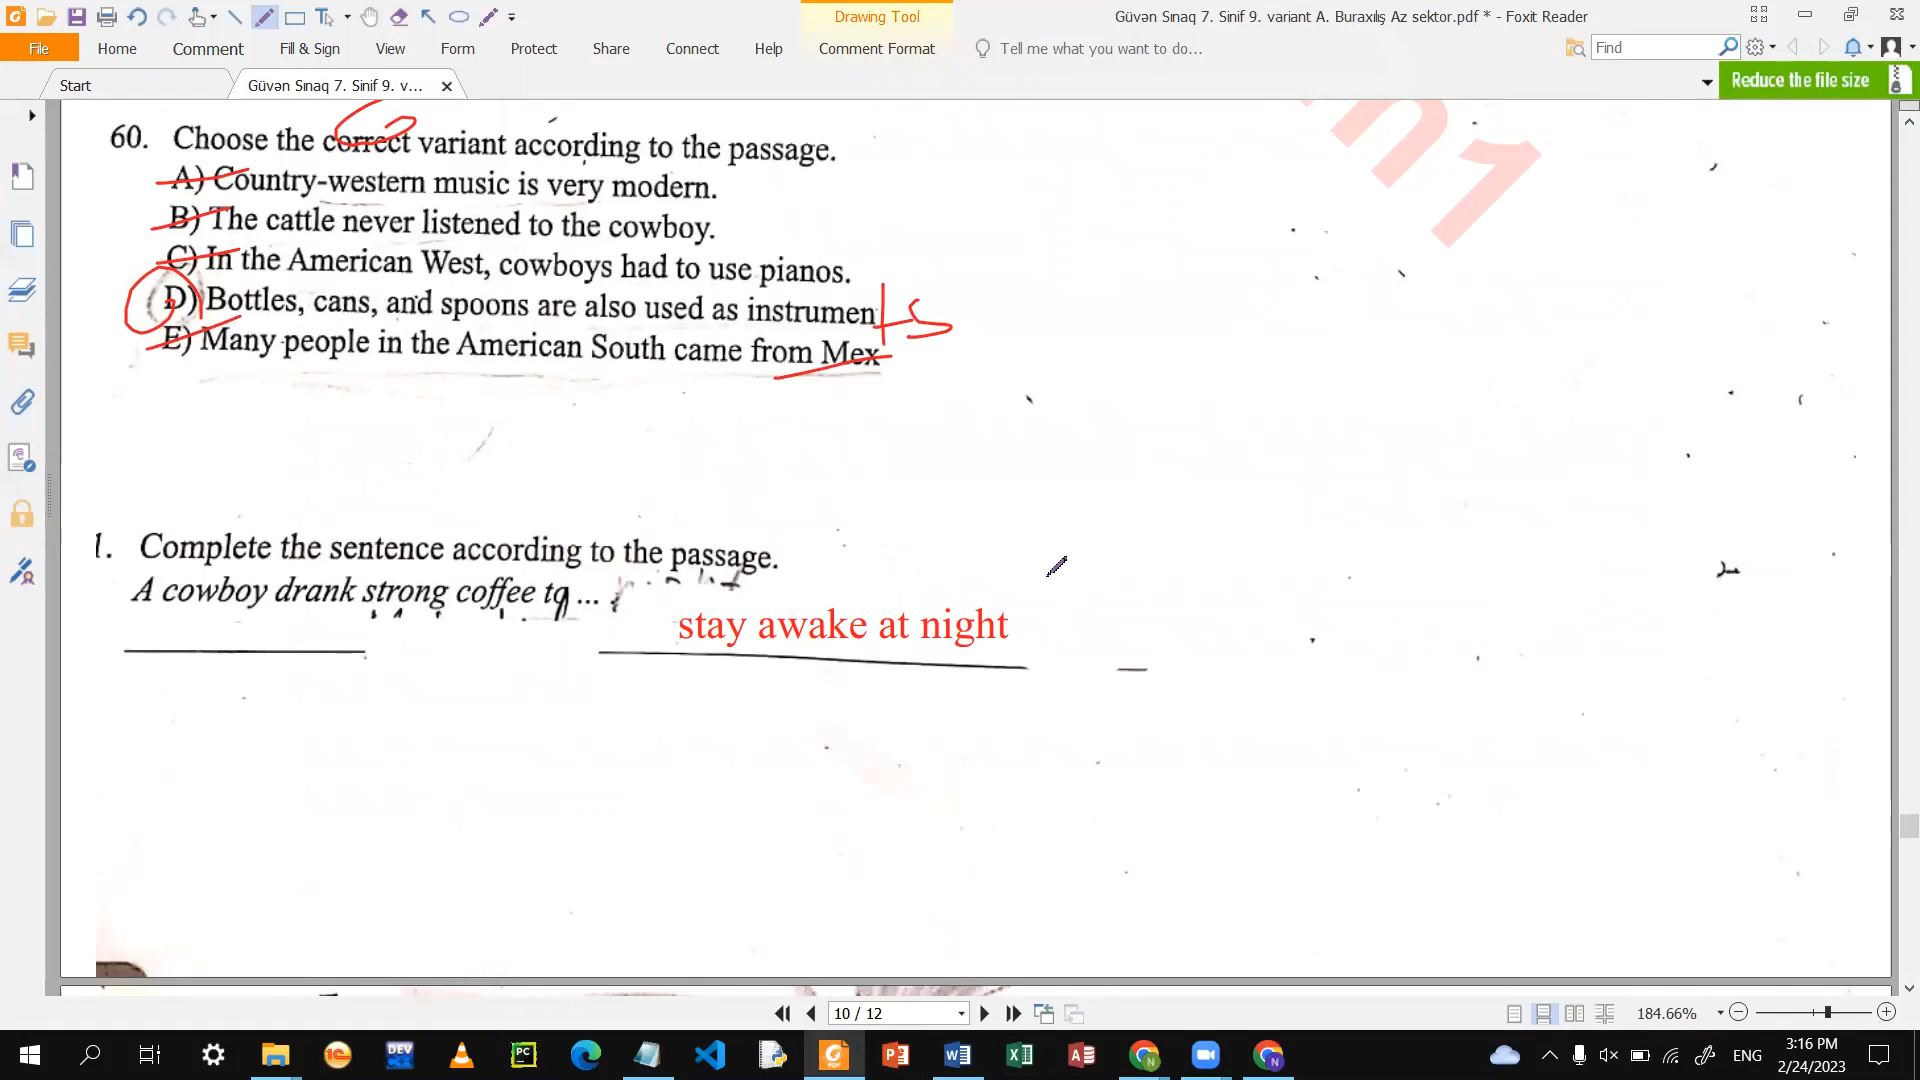 Drawing Tool
Güvən Sınaq 7. Sinif 9. variant A. Buraxılış Az sektor.pdf * - Foxit Reader
File
Home
Comment
Fill & Sign
View
Form
Protect
Share
Connect
Help
Comment Format
Tell me what you want to do...
Find
Start
Güvən Sınaq 7. Sinif 9. v...
Reduce the file size
60. Choose the correct variant according to the passage.
A) Country-western music is very modern.
B) The cattle never listened to the cowboy.
C) In the American West, cowboys had to use pianos.
D) Bottles, cans, and spoons are also used as instrumen ts
E) Many people in the American South came from Mex
1. Complete the sentence according to the passage.
A cowboy drank strong coffee to ...
stay awake at night
10 / 12
184.66%
ENG
3:16 PM
2/24/2023